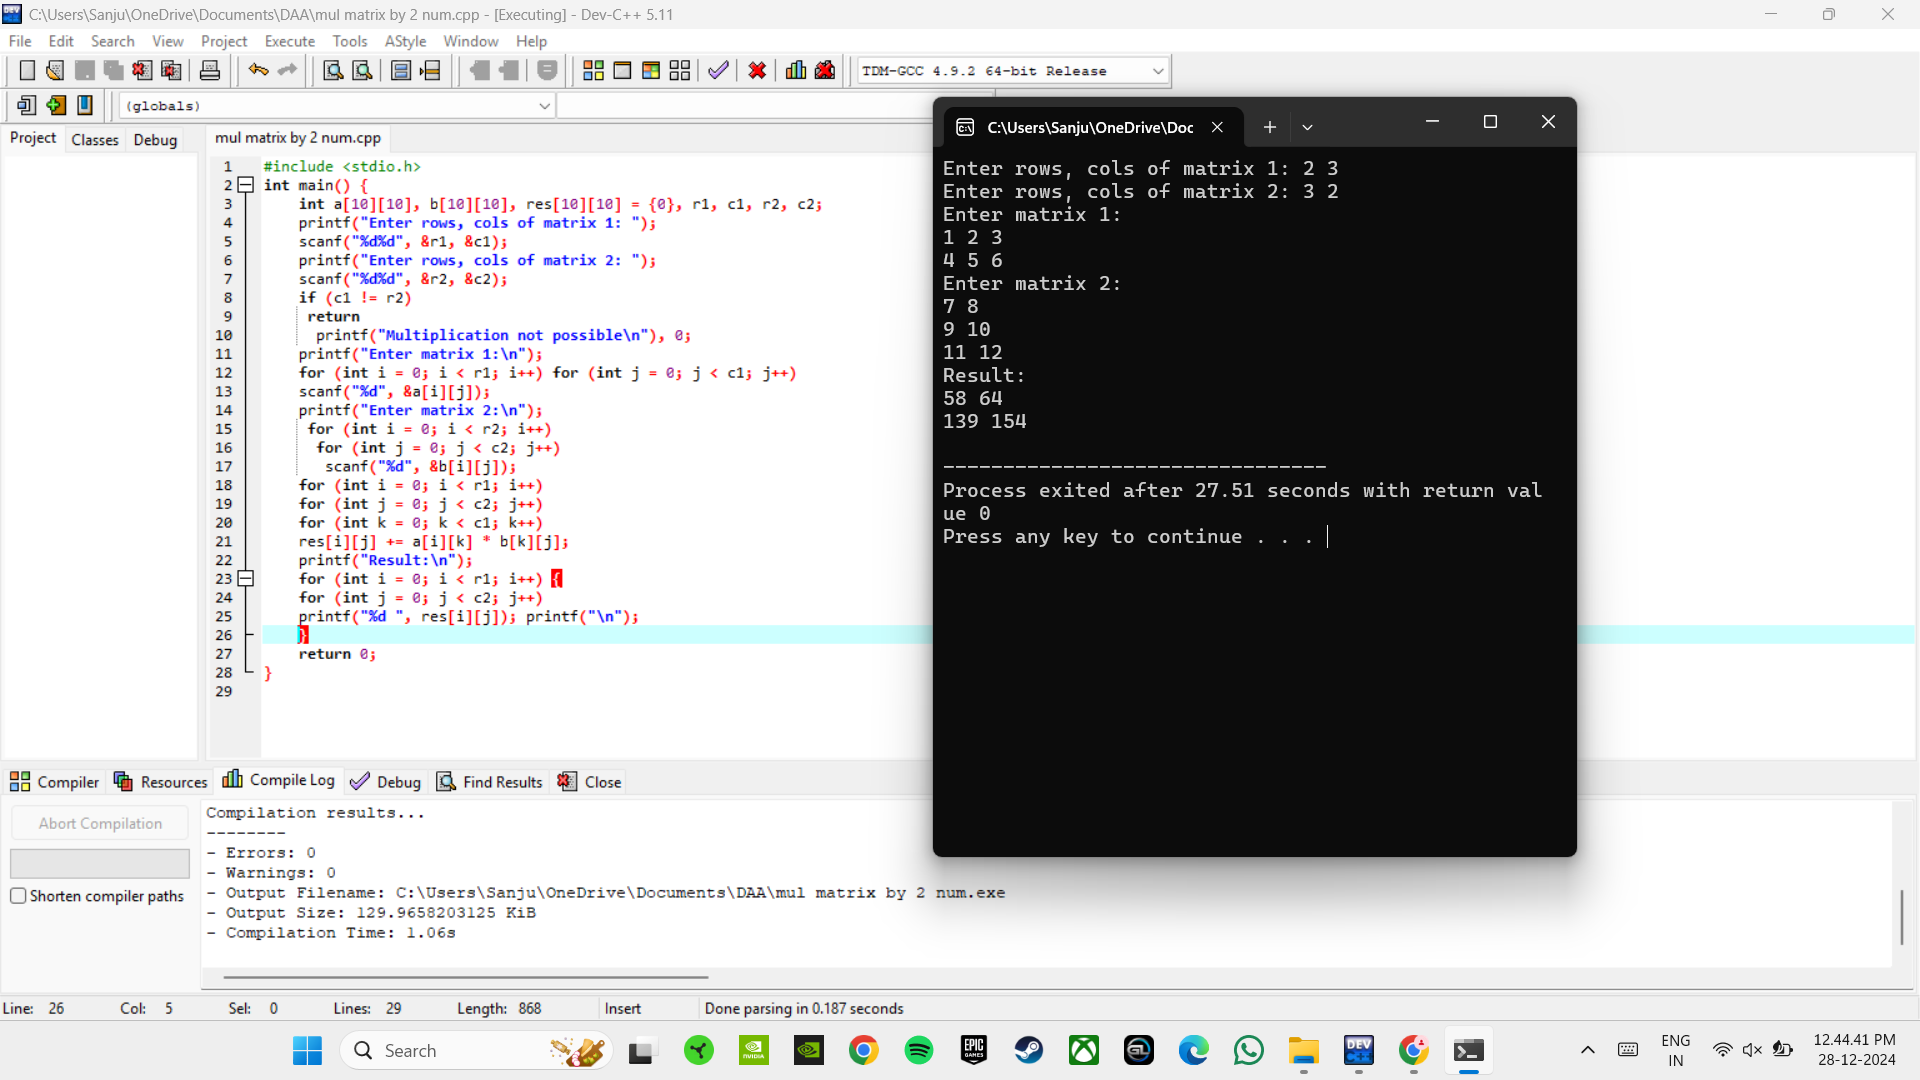 C:\Users\Sanju\OneDrive\Documents\DAA\mul matrix by 2 num.cpp - [Executing] - Dev-C++ 5.11
File Edit Search View Project Execute Tools AStyle Window Help
TDM-GCC 4.9.2 64-bit Release
(globals)
Project Classes Debug
mul matrix by 2 num.cpp
1 #include <stdio.h>
2 int main() {
3 int a[10][10], b[10][10], res[10][10] = {0}, r1, c1, r2, c2;
4 printf("Enter rows, cols of matrix 1: ");
5 scanf("%d%d", &r1, &c1);
6 printf("Enter rows, cols of matrix 2: ");
7 scanf("%d%d", &r2, &c2);
8 if (c1 != r2)
9 return
10 printf("Multiplication not possible\n"), 0;
11 printf("Enter matrix 1:\n");
12 for (int i = 0; i < r1; i++) for (int j = 0; j < c1; j++)
13 scanf("%d", &a[i][j]);
14 printf("Enter matrix 2:\n");
15 for (int i = 0; i < r2; i++)
16 for (int j = 0; j < c2; j++)
17 scanf("%d", &b[i][j]);
18 for (int i = 0; i < r1; i++)
19 for (int j = 0; j < c2; j++)
20 for (int k = 0; k < c1; k++)
21 res[i][j] += a[i][k] * b[k][j];
22 printf("Result:\n");
23 for (int i = 0; i < r1; i++) {
24 for (int j = 0; j < c2; j++)
25 printf("%d ", res[i][j]); printf("\n");
26 }
27 return 0;
28 }
29
C:\Users\Sanju\OneDrive\Doc
Enter rows, cols of matrix 1: 2 3
Enter rows, cols of matrix 2: 3 2
Enter matrix 1:
1 2 3
4 5 6
Enter matrix 2:
7 8
9 10
11 12
Result:
58 64
139 154
--------------------------------
Process exited after 27.51 seconds with return val
ue 0
Press any key to continue . . .
Compiler Resources Compile Log Debug Find Results Close
Abort Compilation
Shorten compiler paths
Compilation results...
--------
- Errors: 0
- Warnings: 0
- Output Filename: C:\Users\Sanju\OneDrive\Documents\DAA\mul matrix by 2 num.exe
- Output Size: 129.9658203125 KiB
- Compilation Time: 1.06s
Line: 26 Col: 5 Sel: 0 Lines: 29 Length: 868 Insert Done parsing in 0.187 seconds
Search
NVIDIA
EPIC GAMES
DEV C++
ENG
IN
12.44.41 PM
28-12-2024